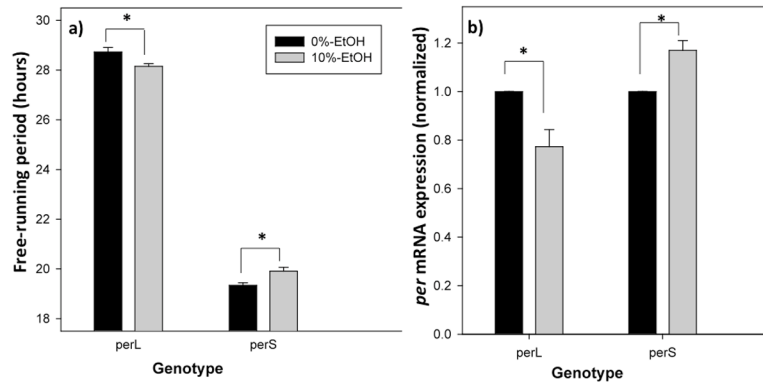 a)
*
0%-EtOH
10%-EtOH
*
Free-running period (hours)
30
28
26
24
22
20
18
perL
perS
Genotype
b)
*
*
per mRNA expression (normalized)
1.2
1.0
0.8
0.6
0.4
0.2
0.0
perL
perS
Genotype